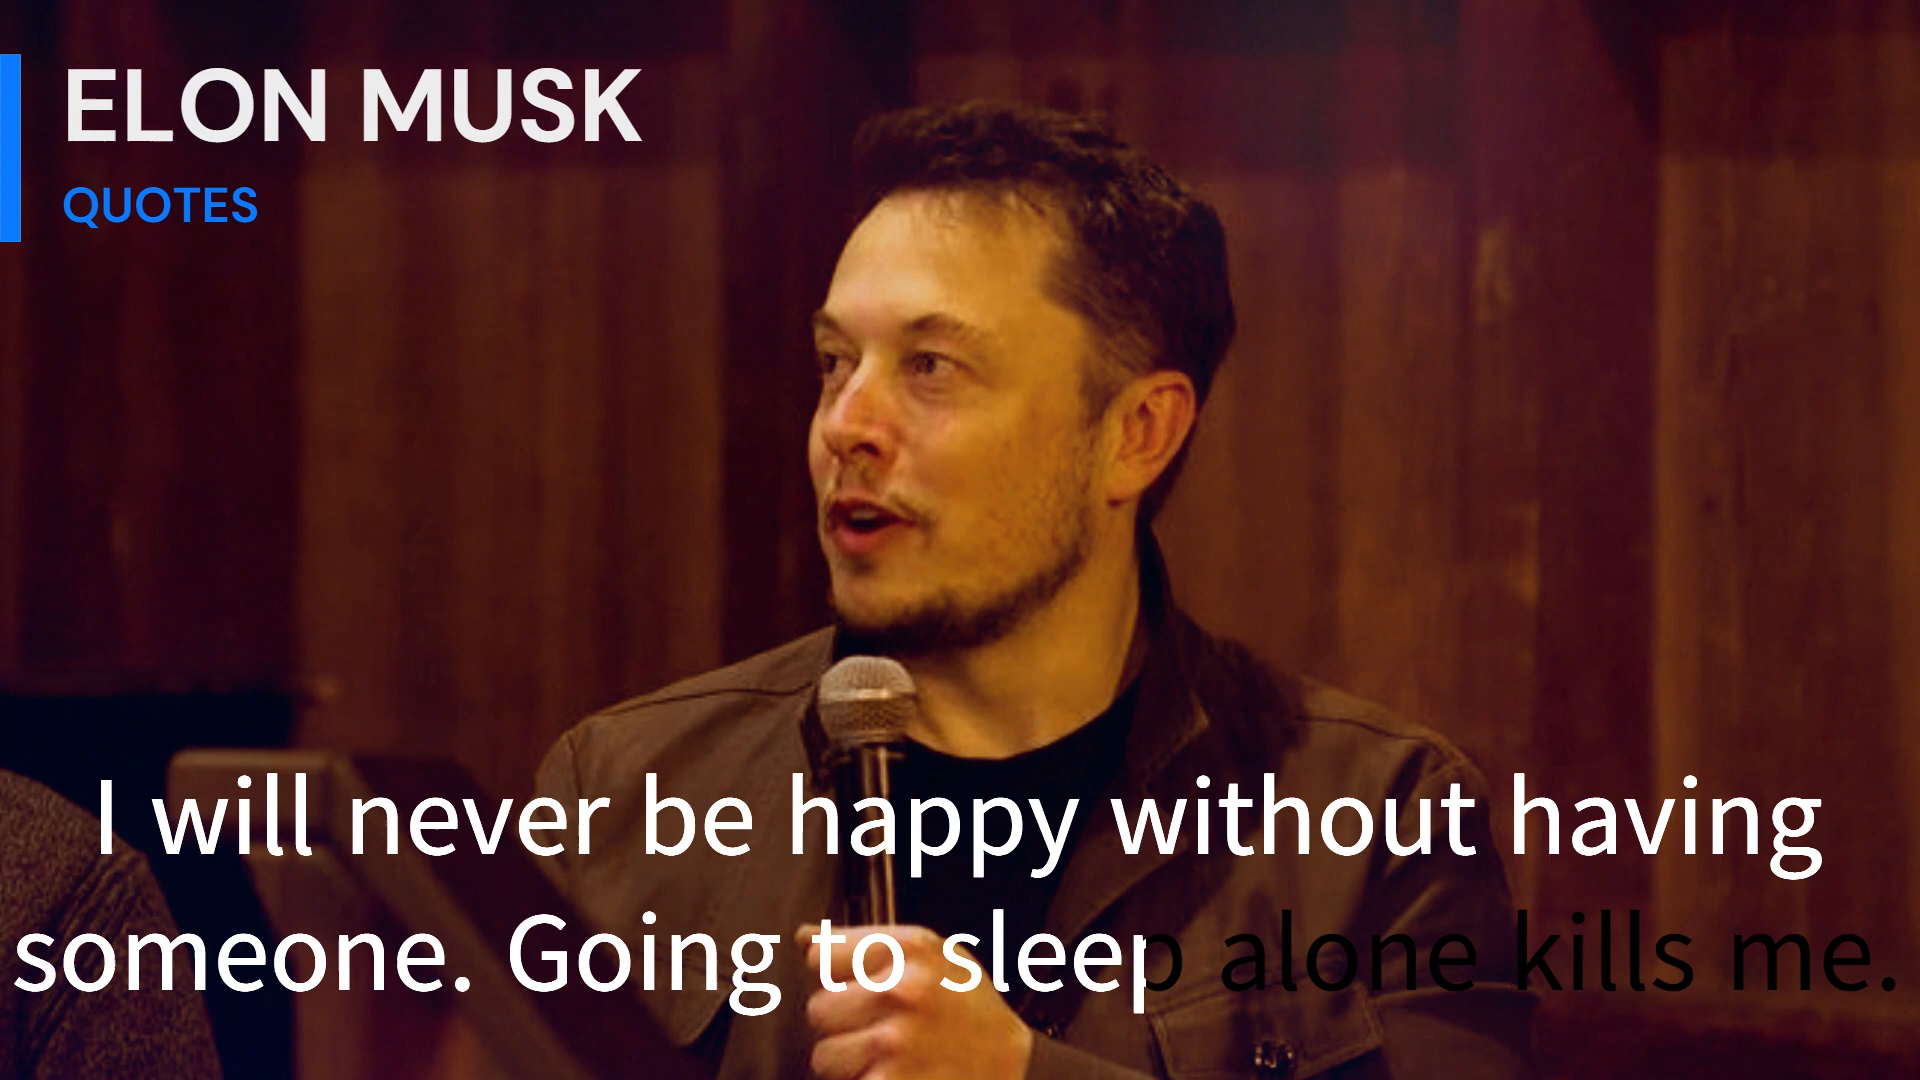 ELON MUSK
QUOTES
I will never be happy without having
someone. Going to sleep alone kills me.